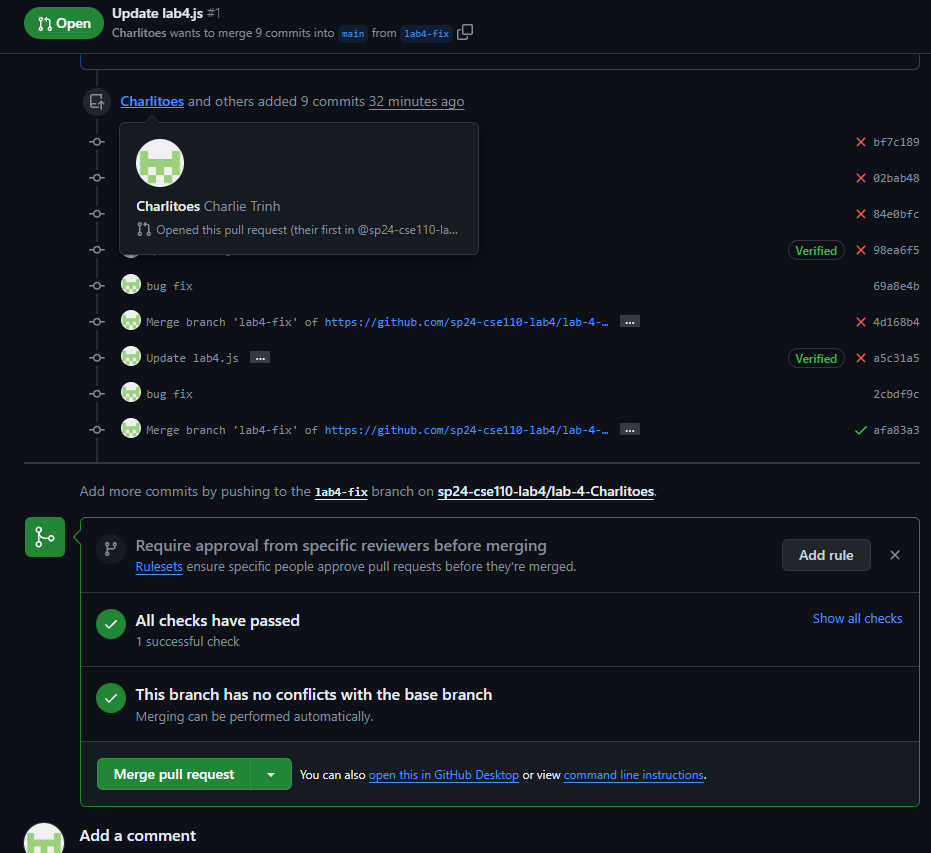 Open
Update lab4.js #1
Charlitoes wants to merge 9 commits into main from lab4-fix
Charlitoes and others added 9 commits 32 minutes ago
Charlitoes Charlie Trinh
Opened this pull request (their first in @sp24-cse110-la...
bf7c189
02bab48
84e0bfc
Verified 98ea6f5
bug fix 69a8e4b
Merge branch 'lab4-fix' of https://github.com/sp24-cse110-lab4/lab-4-… ... 4d168b4
Update lab4.js ... Verified a5c31a5
bug fix 2cbdf9c
Merge branch 'lab4-fix' of https://github.com/sp24-cse110-lab4/lab-4-… ... afa83a3
Add more commits by pushing to the lab4-fix branch on sp24-cse110-lab4/lab-4-Charlitoes.
Require approval from specific reviewers before merging
Rulesets ensure specific people approve pull requests before they're merged.
Add rule
All checks have passed
1 successful check
Show all checks
This branch has no conflicts with the base branch
Merging can be performed automatically.
Merge pull request
You can also open this in GitHub Desktop or view command line instructions.
Add a comment